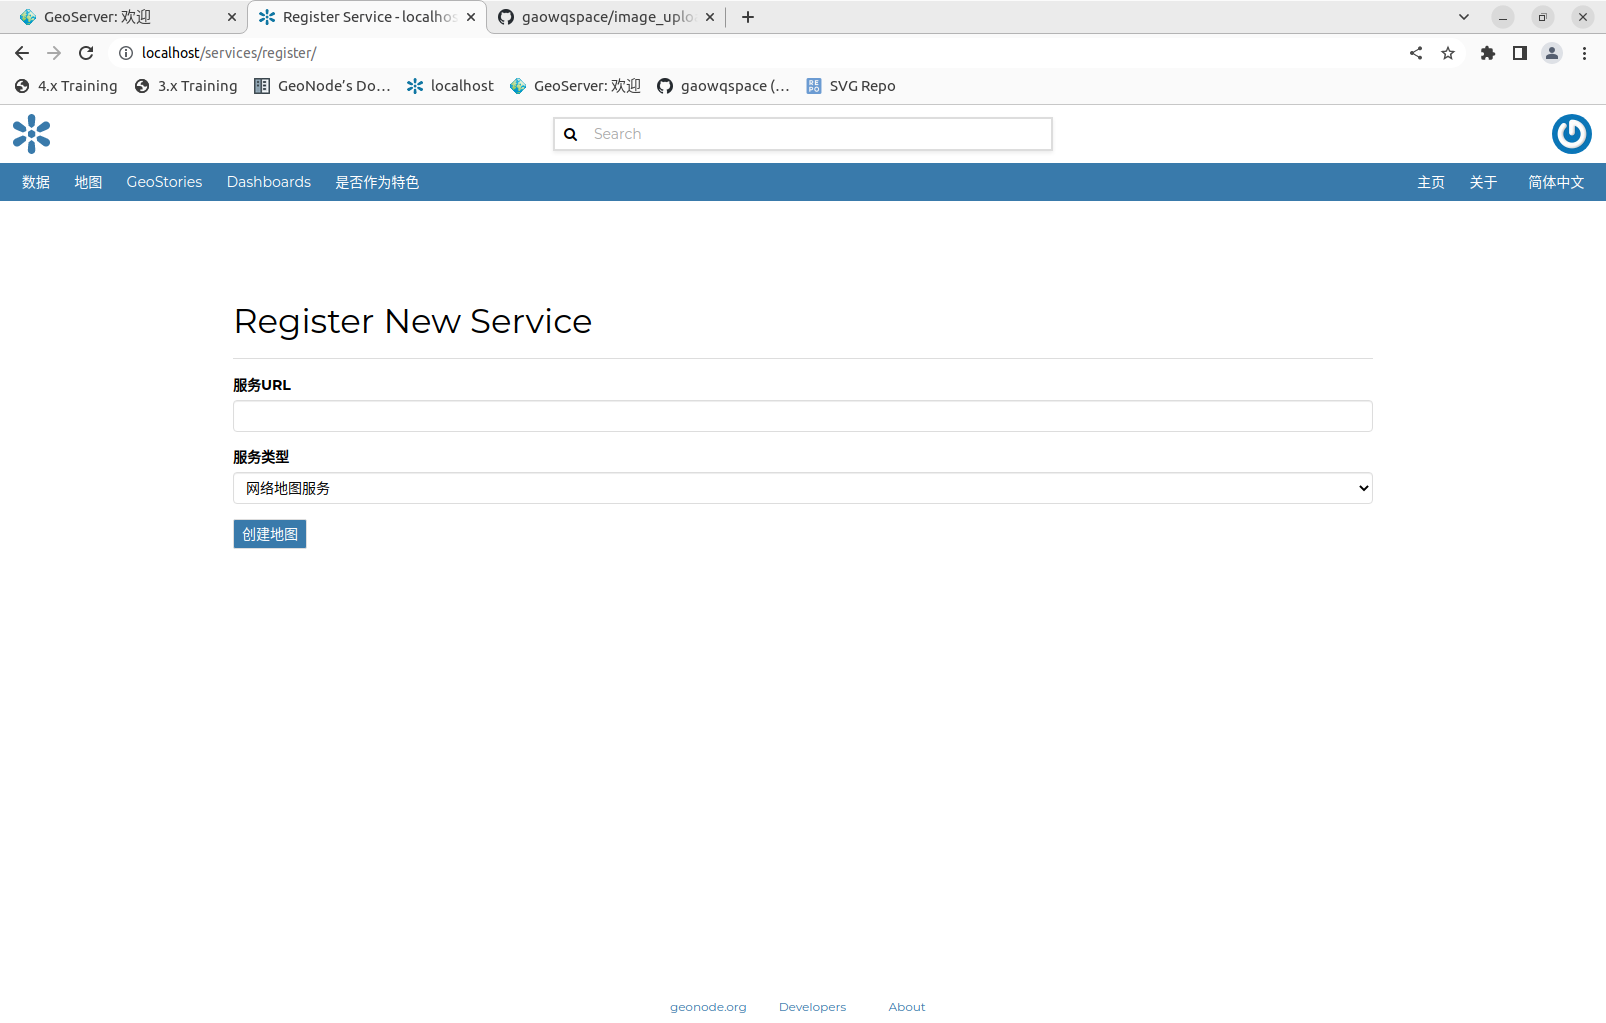 GeoServer: 欢迎
Register Service - localhos
gaowqspace/image_uplo
localhost/services/register/
4.x Training
3.x Training
GeoNode's Do...
localhost
GeoServer: 欢迎
gaowqspace (...
SVG Repo
Search
数据
地图
GeoStories
Dashboards
是否作为特色
主页
关于
简体中文
Register New Service
服务URL
服务类型
网络地图服务
创建地图
geonode.org
Developers
About